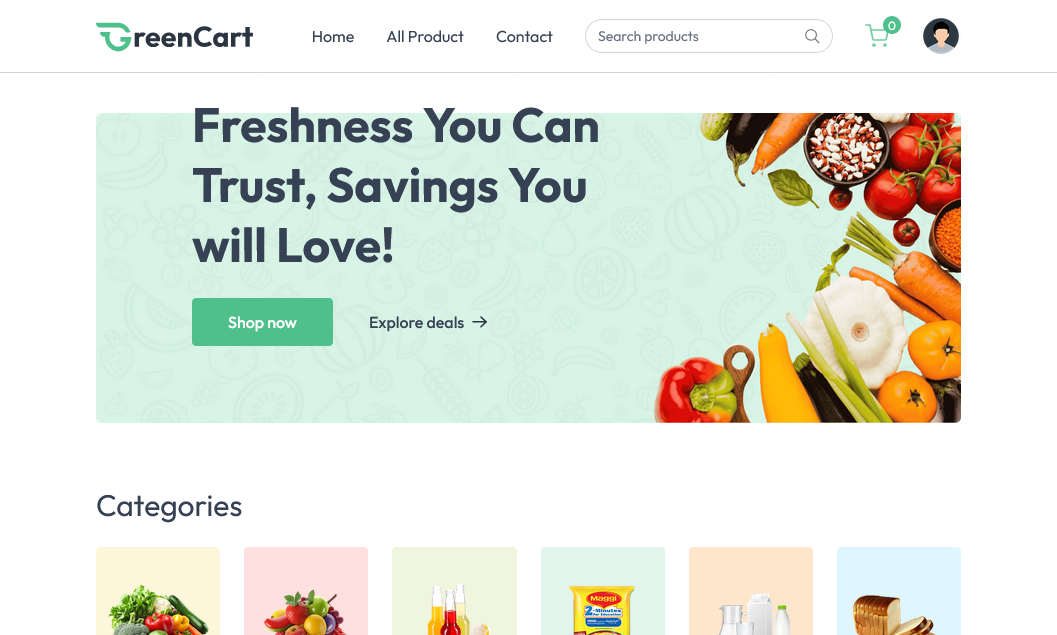 GreenCart
Home
All Product
Contact
Search products
0
Freshness You Can
Trust, Savings You
will Love!
Shop now
Explore deals
Categories
Maggi
2-Minutes